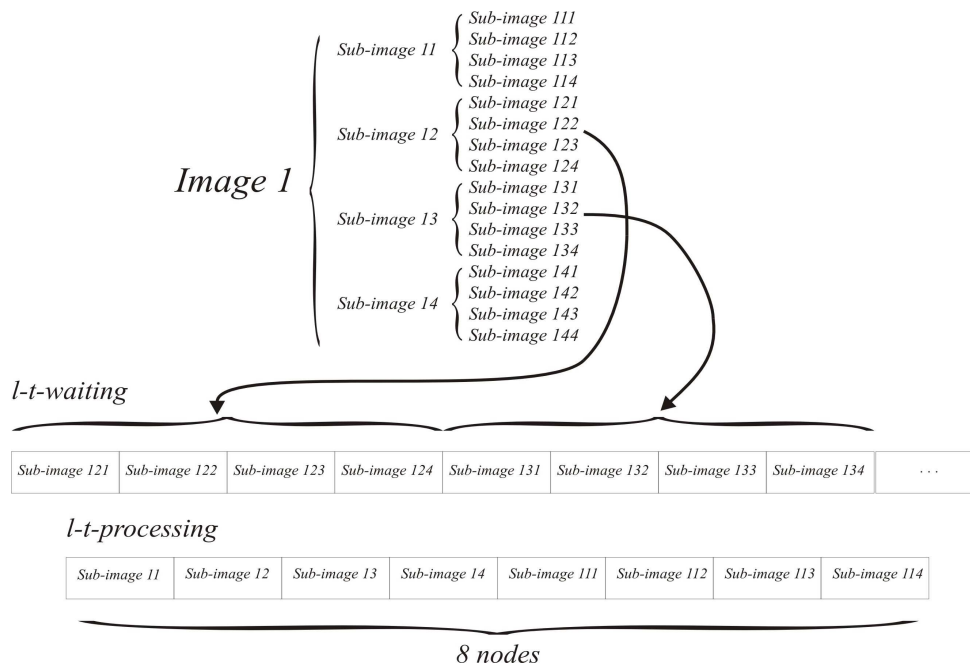 Sub-image 111
Sub-image 112
Sub-image 11
Sub-image 113
Sub-image 114
Sub-image 121
Sub-image 122
Sub-image 12
Sub-image 123
Sub-image 124
Image 1
Sub-image 131
Sub-image 132
Sub-image 13
Sub-image 133
Sub-image 134
Sub-image 141
Sub-image 142
Sub-image 14
Sub-image 143
Sub-image 144
l-t-waiting
Sub-image 121 Sub-image 122 Sub-image 123 Sub-image 124 Sub-image 131 Sub-image 132 Sub-image 133 Sub-image 134 . . .
l-t-processing
Sub-image 11 Sub-image 12 Sub-image 13 Sub-image 14 Sub-image 111 Sub-image 112 Sub-image 113 Sub-image 114
8 nodes